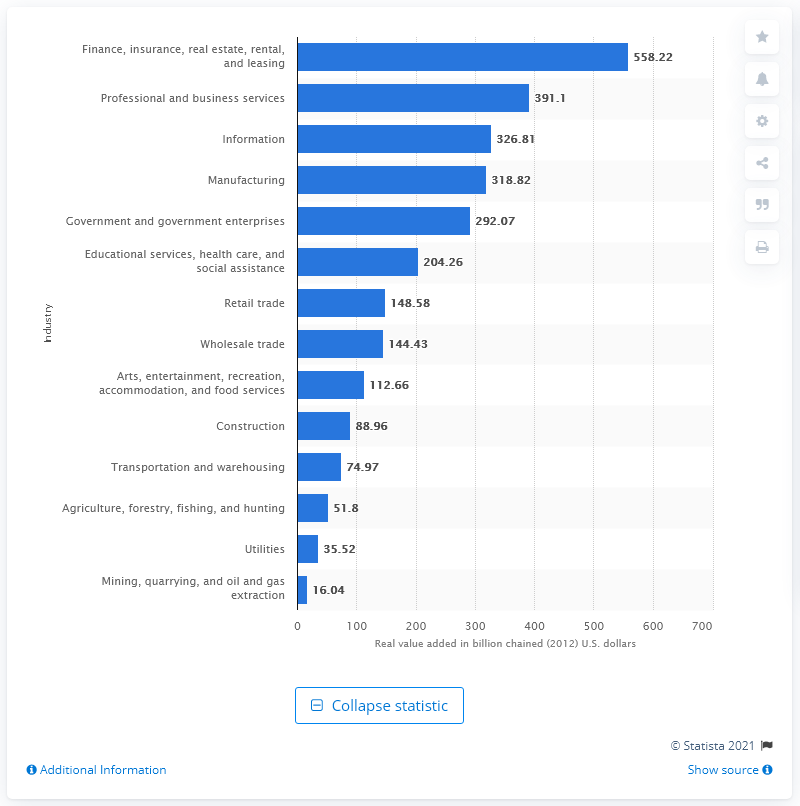 Finance, insurance, real estate, rental,
and leasing
558.22
Professional and business services
391.1
Information
326.81
Manufacturing
318.82
Government and government enterprises
292.07
Educational services, health care, and
social assistance
204.26
Retail trade
148.58
Wholesale trade
144.43
Arts, entertainment, recreation,
accommodation, and food services
112.66
Construction
88.96
Transportation and warehousing
74.97
Agriculture, forestry, fishing, and hunting
51.8
Utilities
35.52
Mining, quarrying, and oil and gas
extraction
16.04
Industry
0 100 200 300 400 500 600 700
Real value added in billion chained (2012) U.S. dollars
Collapse statistic
© Statista 2021
Additional Information
Show source